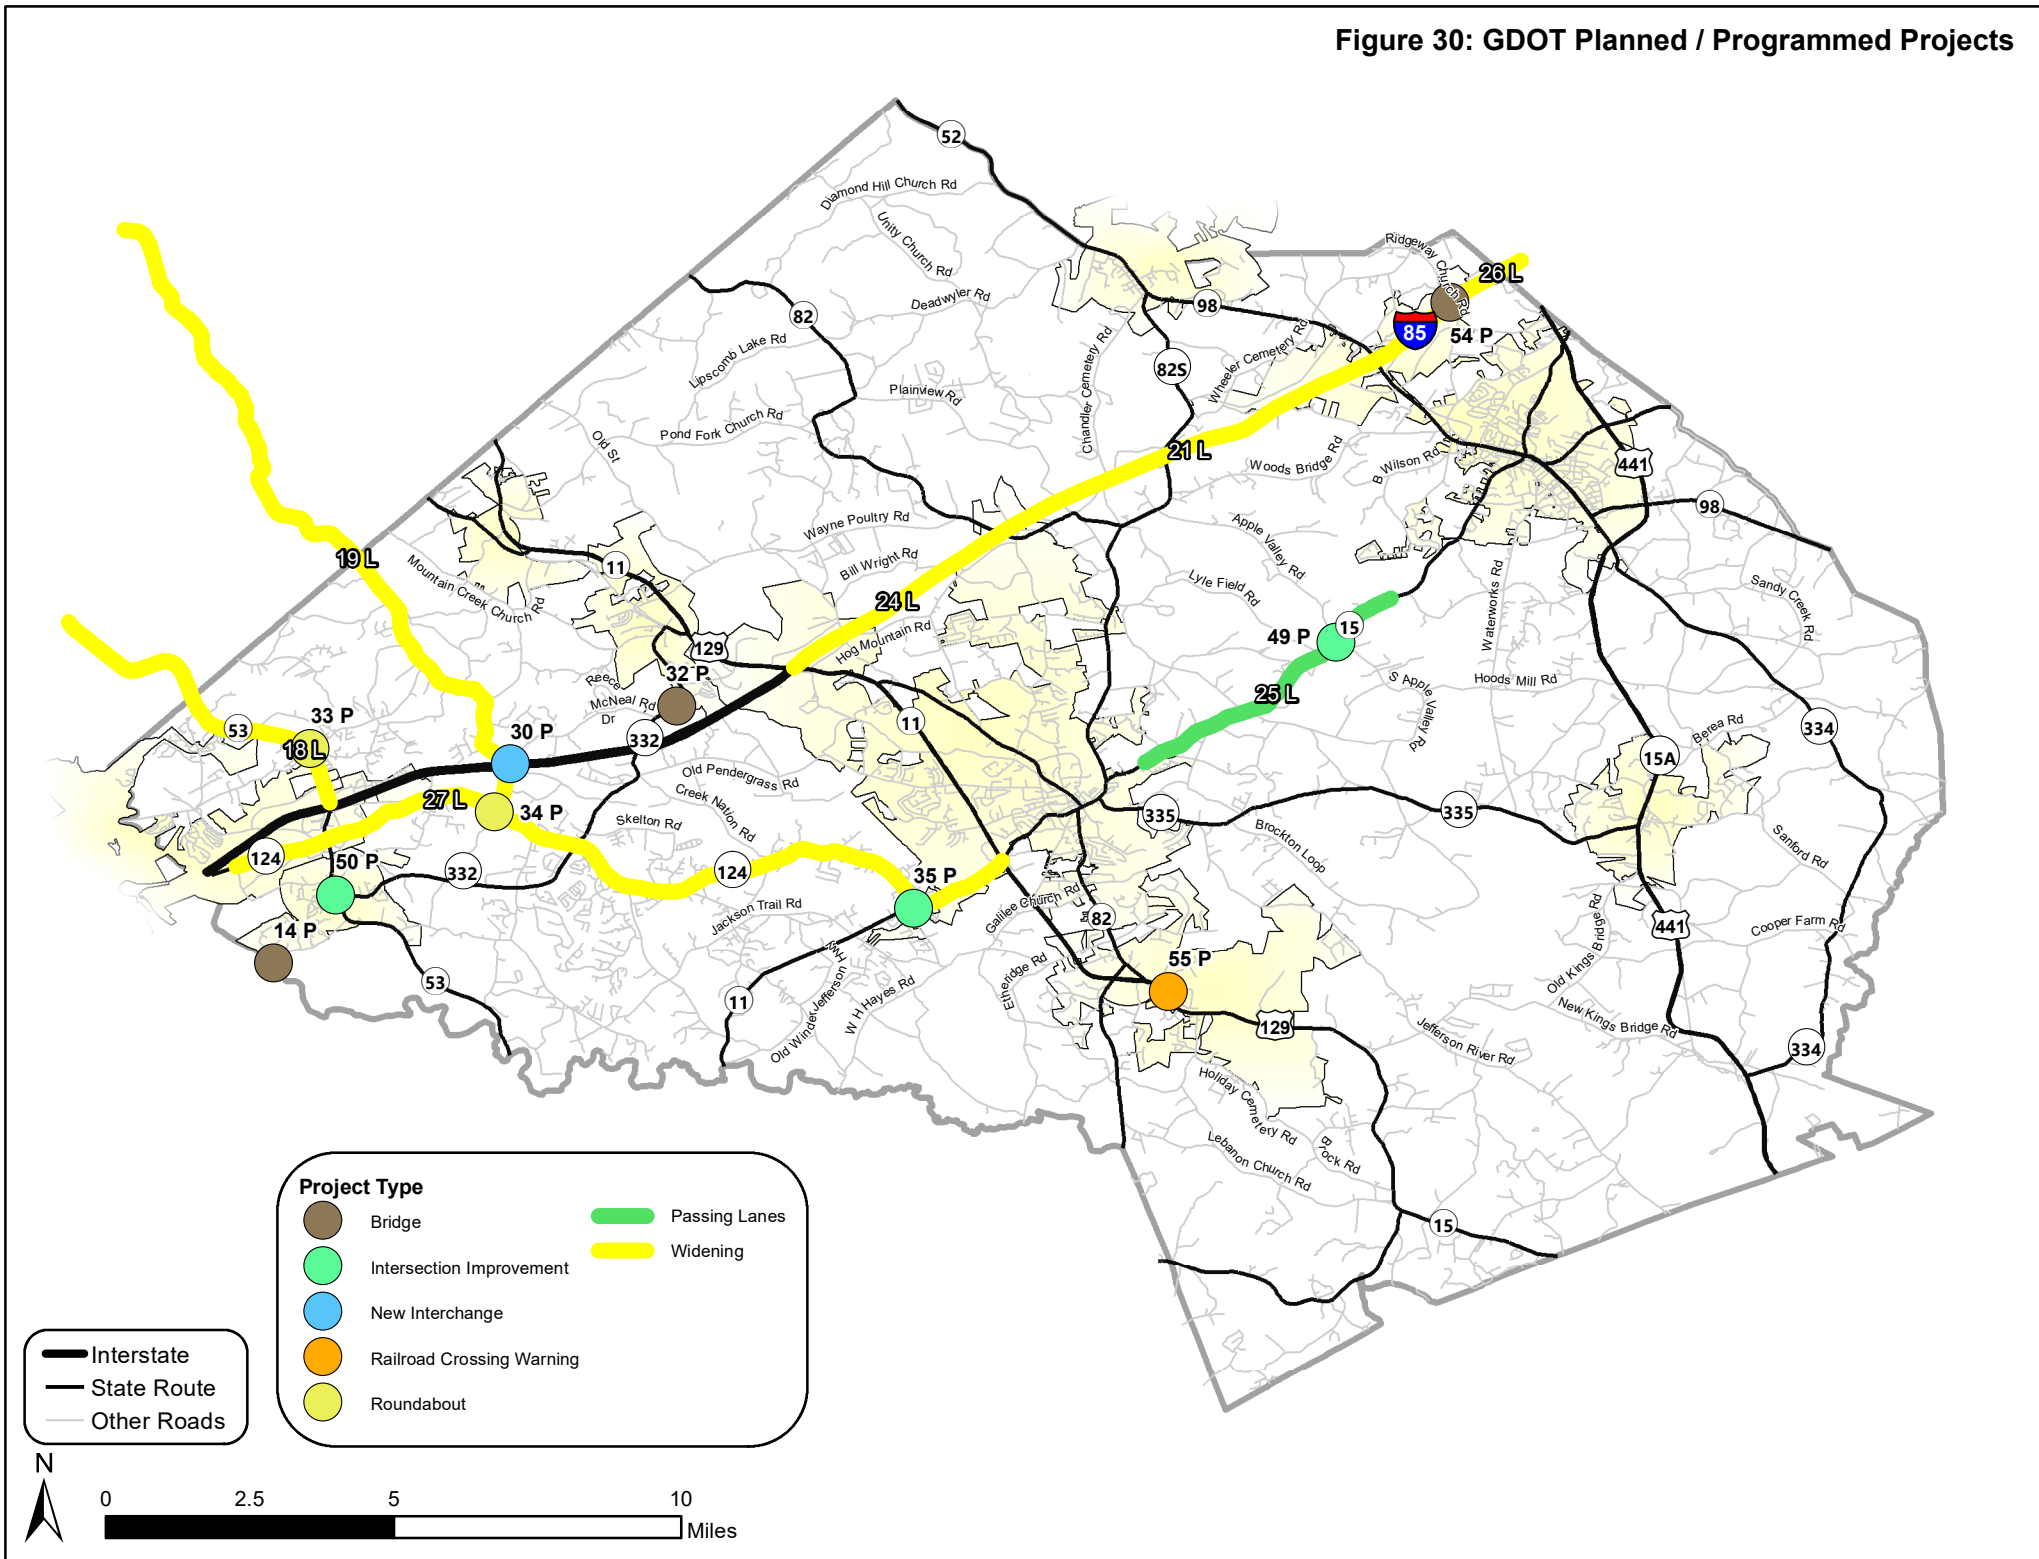 Figure 30: GDOT Planned / Programmed Projects
52
Diamond Hill Church Rd
Unity Church Rd
Deadwyler Rd
82
98
Ridgeway Church Rd
26 L
85
54 P
Lipscomb Lake Rd
Chandler Cemetery Rd
82S
Wheeler Cemetery Rd
Plainview Rd
Pond Fork Church Rd
Old St
21 L
Woods Bridge Rd
B Wilson Rd
441
98
Wayne Poultry Rd
Apple Valley Rd
19 L
11
Bill Wright Rd
Mountain Creek Church Rd
Lyle Field Rd
Waterworks Rd
Sandy Creek Rd
24 L
Hog Mountain Rd
129
49 P
15
32 P
Reece
McNeal Rd
Dr
25 L
S Apple Valley Rd
Hoods Mill Rd
33 P
53
18 L
30 P
332
11
Berea Rd
334
15A
Old Pendergrass Rd
Creek Nation Rd
27 L
34 P
Skelton Rd
335
335
Brockton Loop
Sanford Rd
124
50 P
332
124
35 P
Jackson Trail Rd
Galilee Church Rd
82
Old Kings Bridge Rd
441
Cooper Farm Rd
14 P
53
11
Old Winder Jefferson Hwy
W H Hayes Rd
Etheridge Rd
55 P
129
New Kings Bridge Rd
Jefferson River Rd
334
Holiday Cemetery Rd
Lebanon Church Rd
Brock Rd
15
Project Type
Bridge
Intersection Improvement
New Interchange
Railroad Crossing Warning
Roundabout
Passing Lanes
Widening
Interstate
State Route
Other Roads
N
0 2.5 5 10
Miles